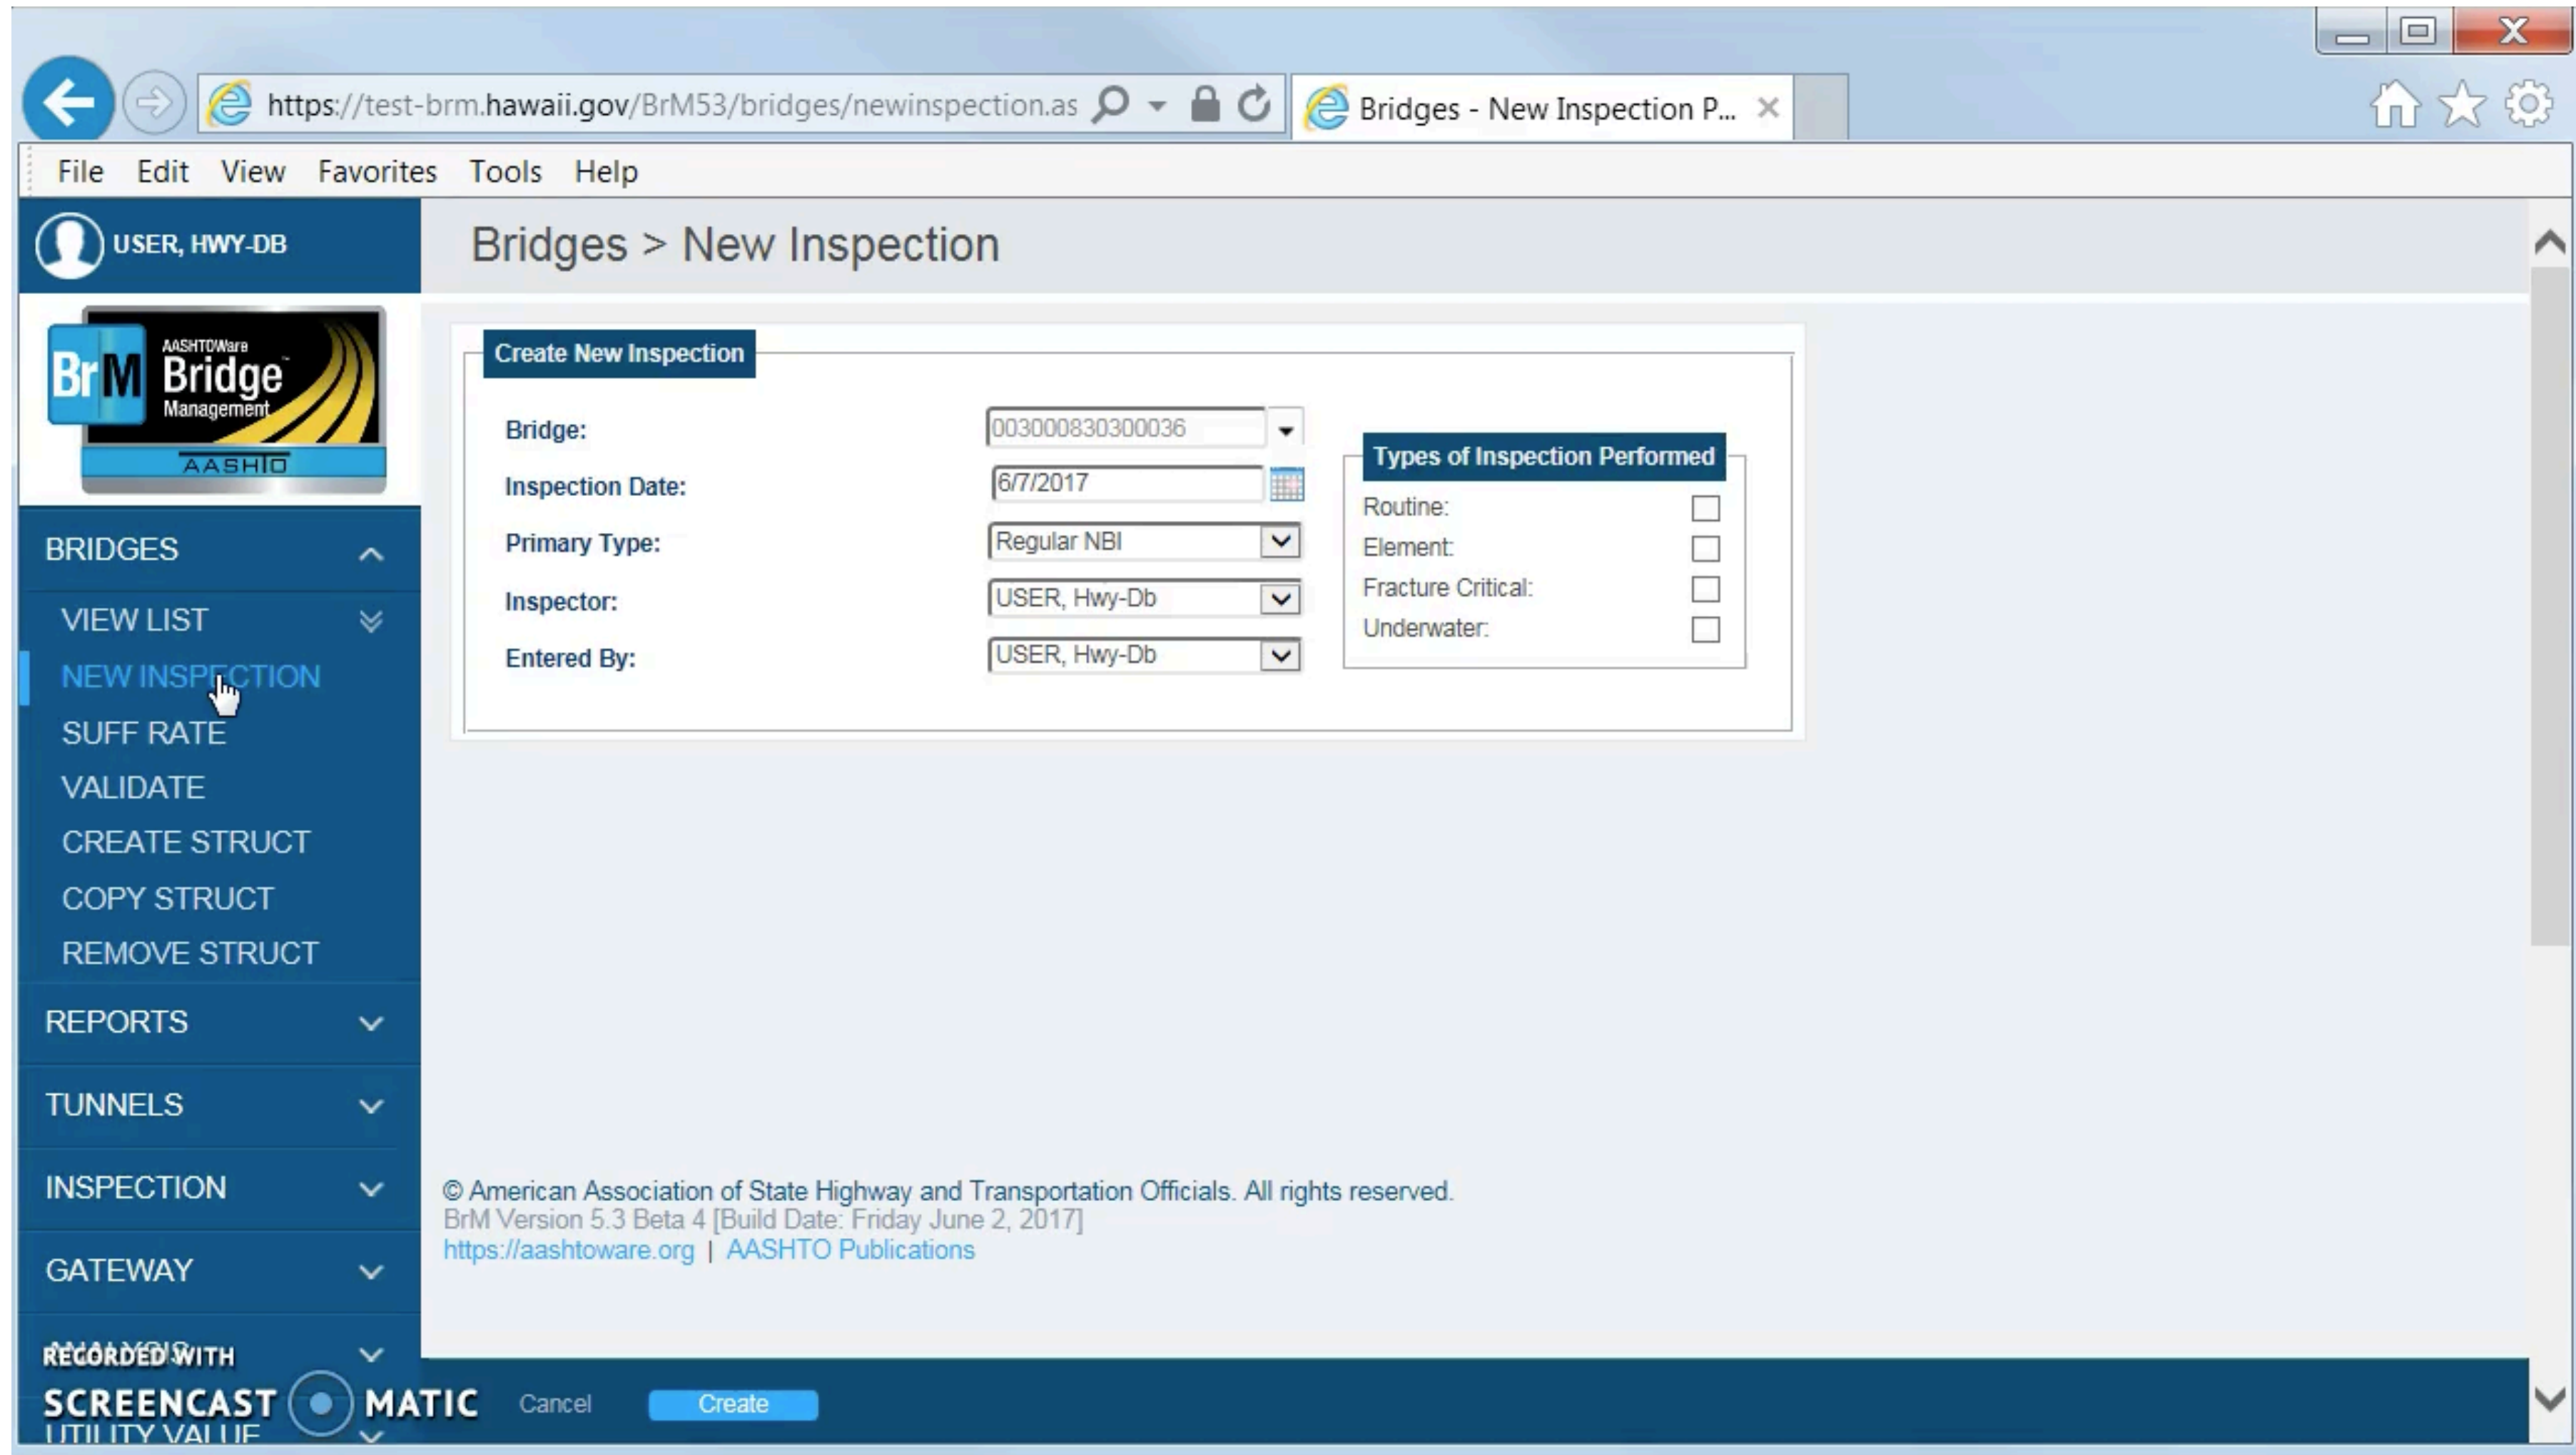 https://test-brm.hawaii.gov/BrM53/bridges/newinspection.as
Bridges - New Inspection P...
File Edit View Favorites Tools Help
USER, HWY-DB
Bridges > New Inspection
BrM
AASHTOWare
Bridge™
Management
AASHTO
BRIDGES
VIEW LIST
NEW INSPECTION
SUFF RATE
VALIDATE
CREATE STRUCT
COPY STRUCT
REMOVE STRUCT
REPORTS
TUNNELS
INSPECTION
GATEWAY
ANALYSIS
UTILITY VALUE
Create New Inspection
Bridge: 003000830300036
Inspection Date: 6/7/2017
Primary Type: Regular NBI
Inspector: USER, Hwy-Db
Entered By: USER, Hwy-Db
Types of Inspection Performed
Routine:
Element:
Fracture Critical:
Underwater:
© American Association of State Highway and Transportation Officials. All rights reserved.
BrM Version 5.3 Beta 4 [Build Date: Friday June 2, 2017]
https://aashtoware.org | AASHTO Publications
Cancel Create
RECORDED WITH
SCREENCAST MATIC